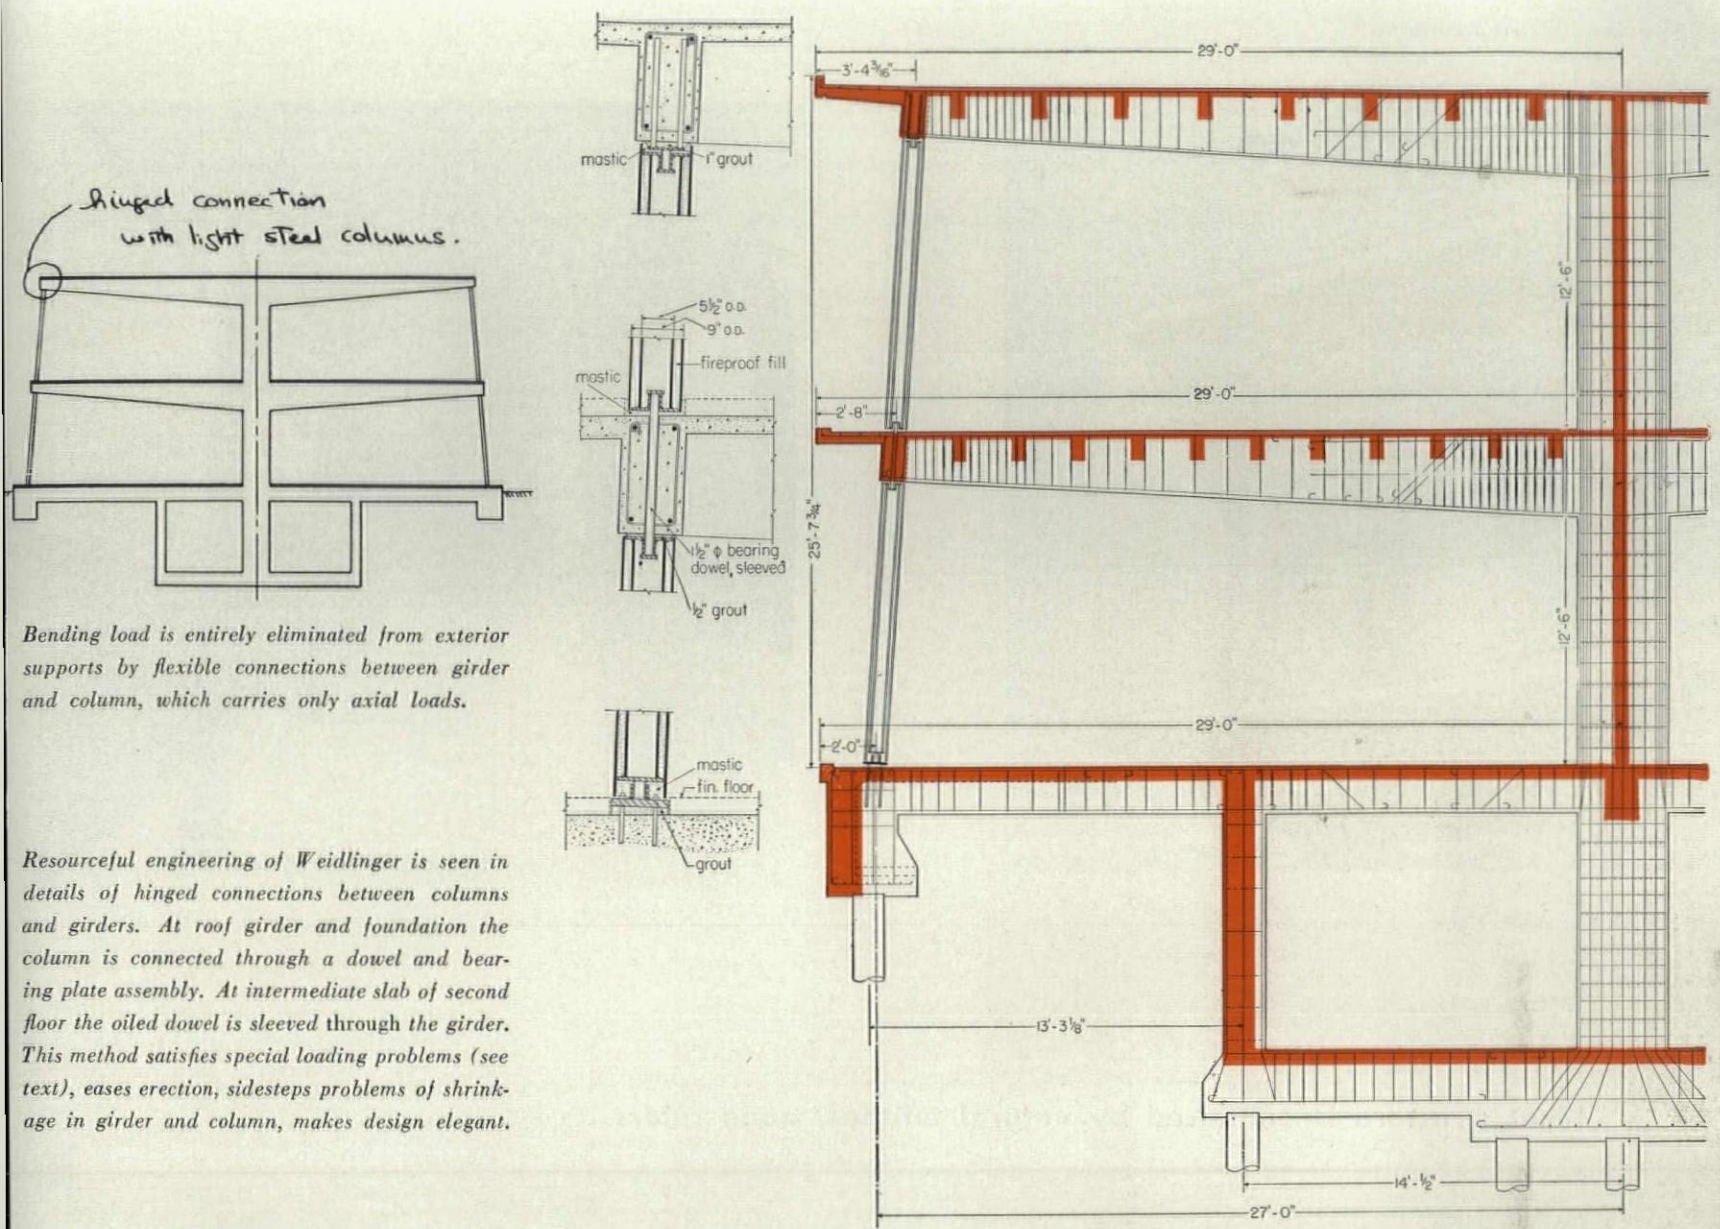 hinged connection
with light steel columns.
Bending load is entirely eliminated from exterior
supports by flexible connections between girder
and column, which carries only axial loads.
Resourceful engineering of Weidlinger is seen in
details of hinged connections between columns
and girders. At roof girder and foundation the
column is connected through a dowel and bear-
ing plate assembly. At intermediate slab of second
floor the oiled dowel is sleeved through the girder.
This method satisfies special loading problems (see
text), eases erection, sidesteps problems of shrink-
age in girder and column, makes design elegant.
mastic
1" grout
5½" O.D.
9" O.D.
fireproof fill
mastic
1½" φ bearing
dowel, sleeved
½" grout
mastic
fin. floor
grout
29'-0"
3'-4 3/16"
12'-6"
29'-0"
2'-8"
25'-7 3/4"
12'-6"
29'-0"
2'-0"
13'-3 1/8"
14'-½"
27'-0"